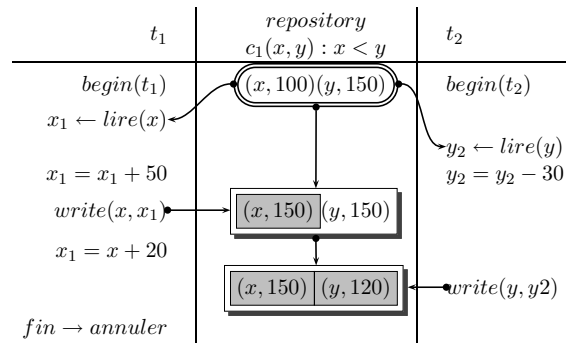 t₁ repository t₂
c₁(x, y) : x < y
begin(t₁) (x, 100)(y, 150) begin(t₂)
x₁ ← lire(x)
y₂ ← lire(y)
x₁ = x₁ + 50 y₂ = y₂ − 30
write(x, x₁) (x, 150) (y, 150)
x₁ = x + 20
(x, 150) (y, 120) write(y, y2)
fin → annuler